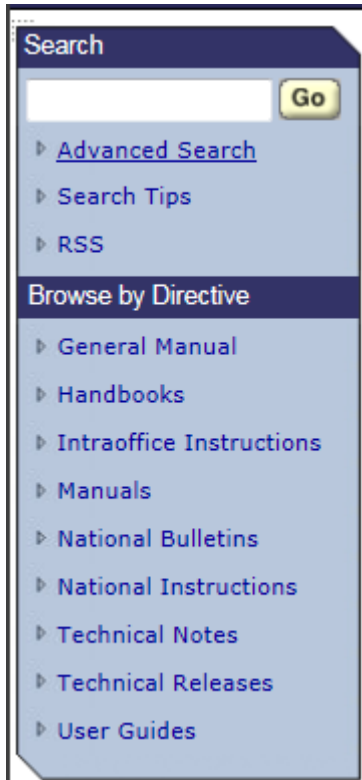 Search
Go
Advanced Search
Search Tips
RSS
Browse by Directive
General Manual
Handbooks
Intraoffice Instructions
Manuals
National Bulletins
National Instructions
Technical Notes
Technical Releases
User Guides